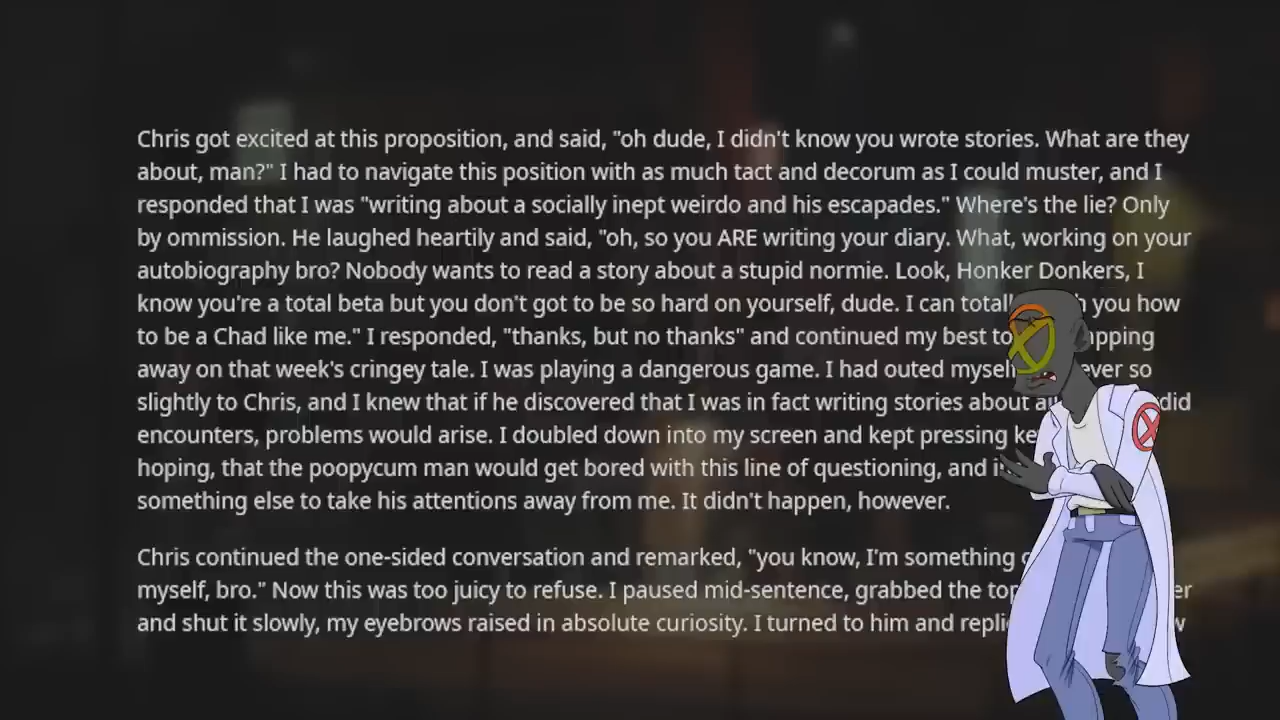 Chris got excited at this proposition, and said, "oh dude, I didn't know you wrote stories. What are they
about, man?" I had to navigate this position with as much tact and decorum as I could muster, and I
responded that I was "writing about a socially inept weirdo and his escapades." Where's the lie? Only
by ommission. He laughed heartily and said, "oh, so you ARE writing your diary. What, working on your
autobiography bro? Nobody wants to read a story about a stupid normie. Look, Honker Donkers, I
know you're a total beta but you don't got to be so hard on yourself, dude. I can you how
to be a Chad like me." I responded, "thanks, but no thanks" and continued my best to
away on that week's cringey tale. I was playing a dangerous game. I had outed ever so
slightly to Chris, and I knew that if he discovered that I was in fact writing stories about
encounters, problems would arise. I doubled down into my screen and kept pressing
hoping, that the poopycum man would get bored with this line of questioning, and
something else to take his attentions away from me. It didn't happen, however.
Chris continued the one-sided conversation and remarked, "you know, I'm something
myself, bro." Now this was too juicy to refuse. I paused mid-sentence, grabbed the
and shut it slowly, my eyebrows raised in absolute curiosity. I turned to him and